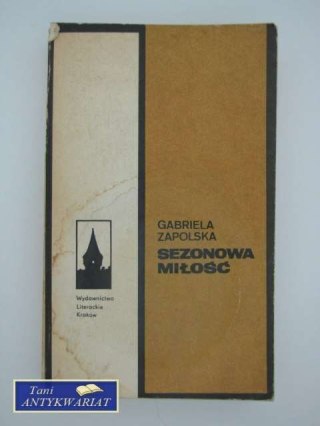 GABRIELA
ZAPOLSKA
SEZONOWA
MIŁOŚĆ
Wydawnictwo
Literackie
Kraków
Tani
ANTYKWARIAT